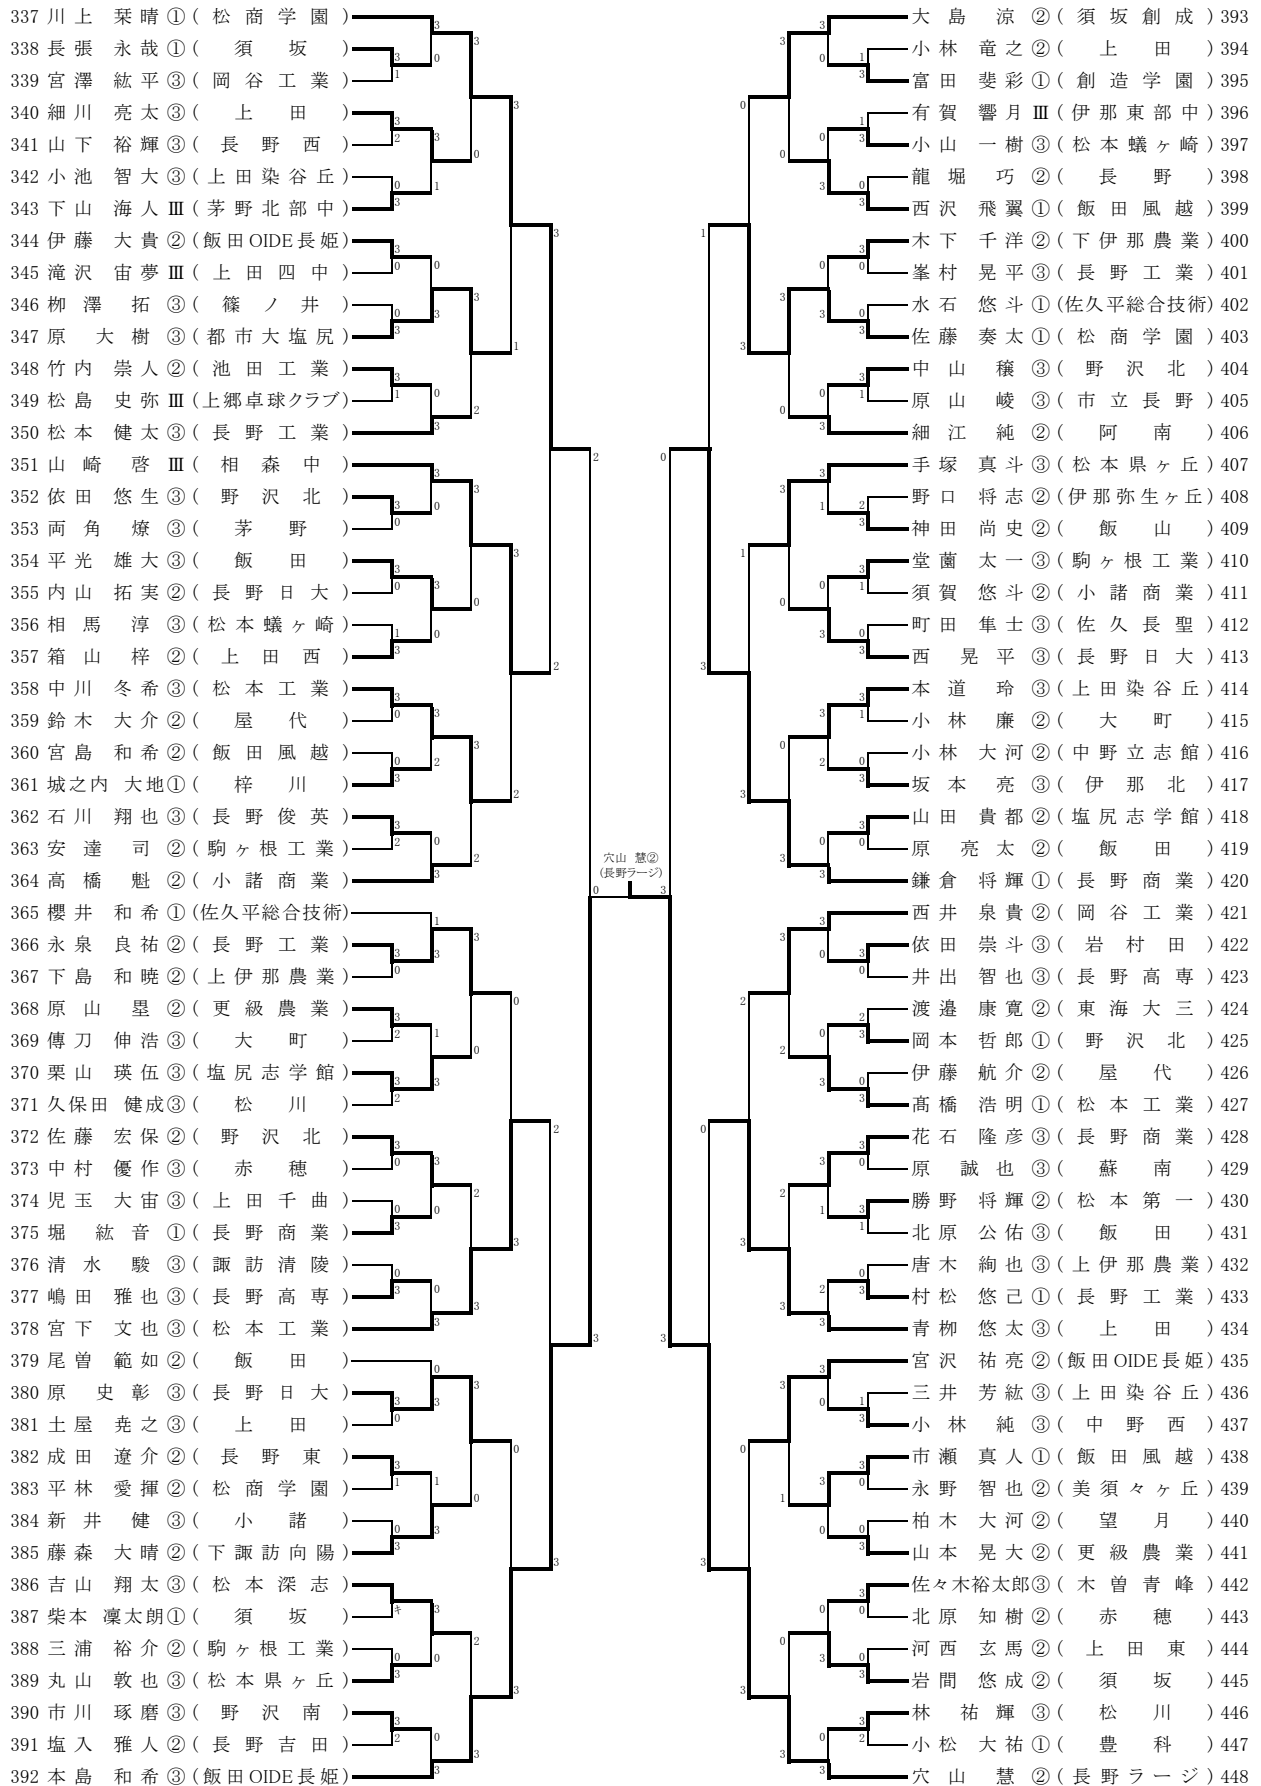 337 川上 栞晴 ① ( 松商学園 )
338 長張 永哉 ① ( 須坂 )
339 宮澤 紘平 ③ ( 岡谷工業 )
340 細川 亮太 ③ ( 上田 )
341 山下 裕輝 ③ ( 長野西 )
342 小池 智大 ③ ( 上田染谷丘 )
343 下山 海人 Ⅲ ( 茅野北部中 )
344 伊藤 大貴 ② ( 飯田OIDE長姫 )
345 滝沢 宙夢 Ⅲ ( 上田四中 )
346 栁澤 拓 ③ ( 篠ノ井 )
347 原 大樹 ③ ( 都市大塩尻 )
348 竹内 崇人 ② ( 池田工業 )
349 松島 史弥 Ⅲ ( 上郷卓球クラブ )
350 松本 健太 ③ ( 長野工業 )
351 山崎 啓 Ⅲ ( 相森中 )
352 依田 悠生 ③ ( 野沢北 )
353 両角 燎 ③ ( 茅野 )
354 平光 雄大 ③ ( 飯田 )
355 内山 拓実 ② ( 長野日大 )
356 相馬 淳 ③ ( 松本蟻ヶ崎 )
357 箱山 梓 ② ( 上田西 )
358 中川 冬希 ③ ( 松本工業 )
359 鈴木 大介 ② ( 屋代 )
360 宮島 和希 ② ( 飯田風越 )
361 城之内 大地 ① ( 梓川 )
362 石川 翔也 ③ ( 長野俊英 )
363 安達 司 ② ( 駒ヶ根工業 )
364 高橋 魁 ② ( 小諸商業 )
365 櫻井 和希 ① ( 佐久平総合技術 )
366 永泉 良祐 ② ( 長野工業 )
367 下島 和暁 ② ( 上伊那農業 )
368 原山 塁 ② ( 更級農業 )
369 傳刀 伸浩 ③ ( 大町 )
370 栗山 瑛伍 ③ ( 塩尻志学館 )
371 久保田 健成 ③ ( 松川 )
372 佐藤 宏保 ② ( 野沢北 )
373 中村 優作 ③ ( 赤穂 )
374 児玉 大宙 ③ ( 上田千曲 )
375 堀 紘音 ① ( 長野商業 )
376 清水 駿 ③ ( 諏訪清陵 )
377 嶋田 雅也 ③ ( 長野高専 )
378 宮下 文也 ③ ( 松本工業 )
379 尾曽 範如 ② ( 飯田 )
380 原 史彰 ③ ( 長野日大 )
381 土屋 尭之 ③ ( 上田 )
382 成田 遼介 ② ( 長野東 )
383 平林 愛揮 ② ( 松商学園 )
384 新井 健 ③ ( 小諸 )
385 藤森 大晴 ② ( 下諏訪向陽 )
386 吉山 翔太 ③ ( 松本深志 )
387 柴本 凜太朗 ① ( 須坂 )
388 三浦 裕介 ② ( 駒ヶ根工業 )
389 丸山 敦也 ③ ( 松本県ヶ丘 )
390 市川 琢磨 ③ ( 野沢南 )
391 塩入 雅人 ② ( 長野吉田 )
392 本島 和希 ③ ( 飯田OIDE長姫 )
穴山 慧②
(長野ラージ)
0 3
大島 涼 ② ( 須坂創成 ) 393
小林 竜之 ② ( 上田 ) 394
富田 斐彩 ① ( 創造学園 ) 395
有賀 響月 Ⅲ ( 伊那東部中 ) 396
小山 一樹 ③ ( 松本蟻ヶ崎 ) 397
龍堀 巧 ② ( 長野 ) 398
西沢 飛翼 ① ( 飯田風越 ) 399
木下 千洋 ② ( 下伊那農業 ) 400
峯村 晃平 ③ ( 長野工業 ) 401
水石 悠斗 ① ( 佐久平総合技術 ) 402
佐藤 奏太 ① ( 松商学園 ) 403
中山 穣 ③ ( 野沢北 ) 404
原山 崚 ③ ( 市立長野 ) 405
細江 純 ② ( 阿南 ) 406
手塚 真斗 ③ ( 松本県ヶ丘 ) 407
野口 将志 ② ( 伊那弥生ヶ丘 ) 408
神田 尚史 ② ( 飯山 ) 409
堂薗 太一 ③ ( 駒ヶ根工業 ) 410
須賀 悠斗 ② ( 小諸商業 ) 411
町田 隼士 ③ ( 佐久長聖 ) 412
西 晃平 ③ ( 長野日大 ) 413
本道 玲 ③ ( 上田染谷丘 ) 414
小林 廉 ② ( 大町 ) 415
小林 大河 ② ( 中野立志館 ) 416
坂本 亮 ③ ( 伊那北 ) 417
山田 貴都 ② ( 塩尻志学館 ) 418
原 亮太 ② ( 飯田 ) 419
鎌倉 将輝 ① ( 長野商業 ) 420
西井 泉貴 ② ( 岡谷工業 ) 421
依田 崇斗 ③ ( 岩村田 ) 422
井出 智也 ③ ( 長野高専 ) 423
渡邉 康寛 ② ( 東海大三 ) 424
岡本 哲郎 ① ( 野沢北 ) 425
伊藤 航介 ② ( 屋代 ) 426
髙橋 浩明 ① ( 松本工業 ) 427
花石 隆彦 ③ ( 長野商業 ) 428
原 誠也 ③ ( 蘇南 ) 429
勝野 将輝 ② ( 松本第一 ) 430
北原 公佑 ③ ( 飯田 ) 431
唐木 絢也 ③ ( 上伊那農業 ) 432
村松 悠己 ① ( 長野工業 ) 433
青栁 悠太 ③ ( 上田 ) 434
宮沢 祐亮 ② ( 飯田OIDE長姫 ) 435
三井 芳紘 ③ ( 上田染谷丘 ) 436
小林 純 ③ ( 中野西 ) 437
市瀬 真人 ① ( 飯田風越 ) 438
永野 智也 ② ( 美須々ヶ丘 ) 439
柏木 大河 ② ( 望月 ) 440
山本 晃大 ② ( 更級農業 ) 441
佐々木裕太郎 ③ ( 木曽青峰 ) 442
北原 知樹 ② ( 赤穂 ) 443
河西 玄馬 ② ( 上田東 ) 444
岩間 悠成 ② ( 須坂 ) 445
林 祐輝 ③ ( 松川 ) 446
小松 大祐 ① ( 豊科 ) 447
穴山 慧 ② ( 長野ラージ ) 448